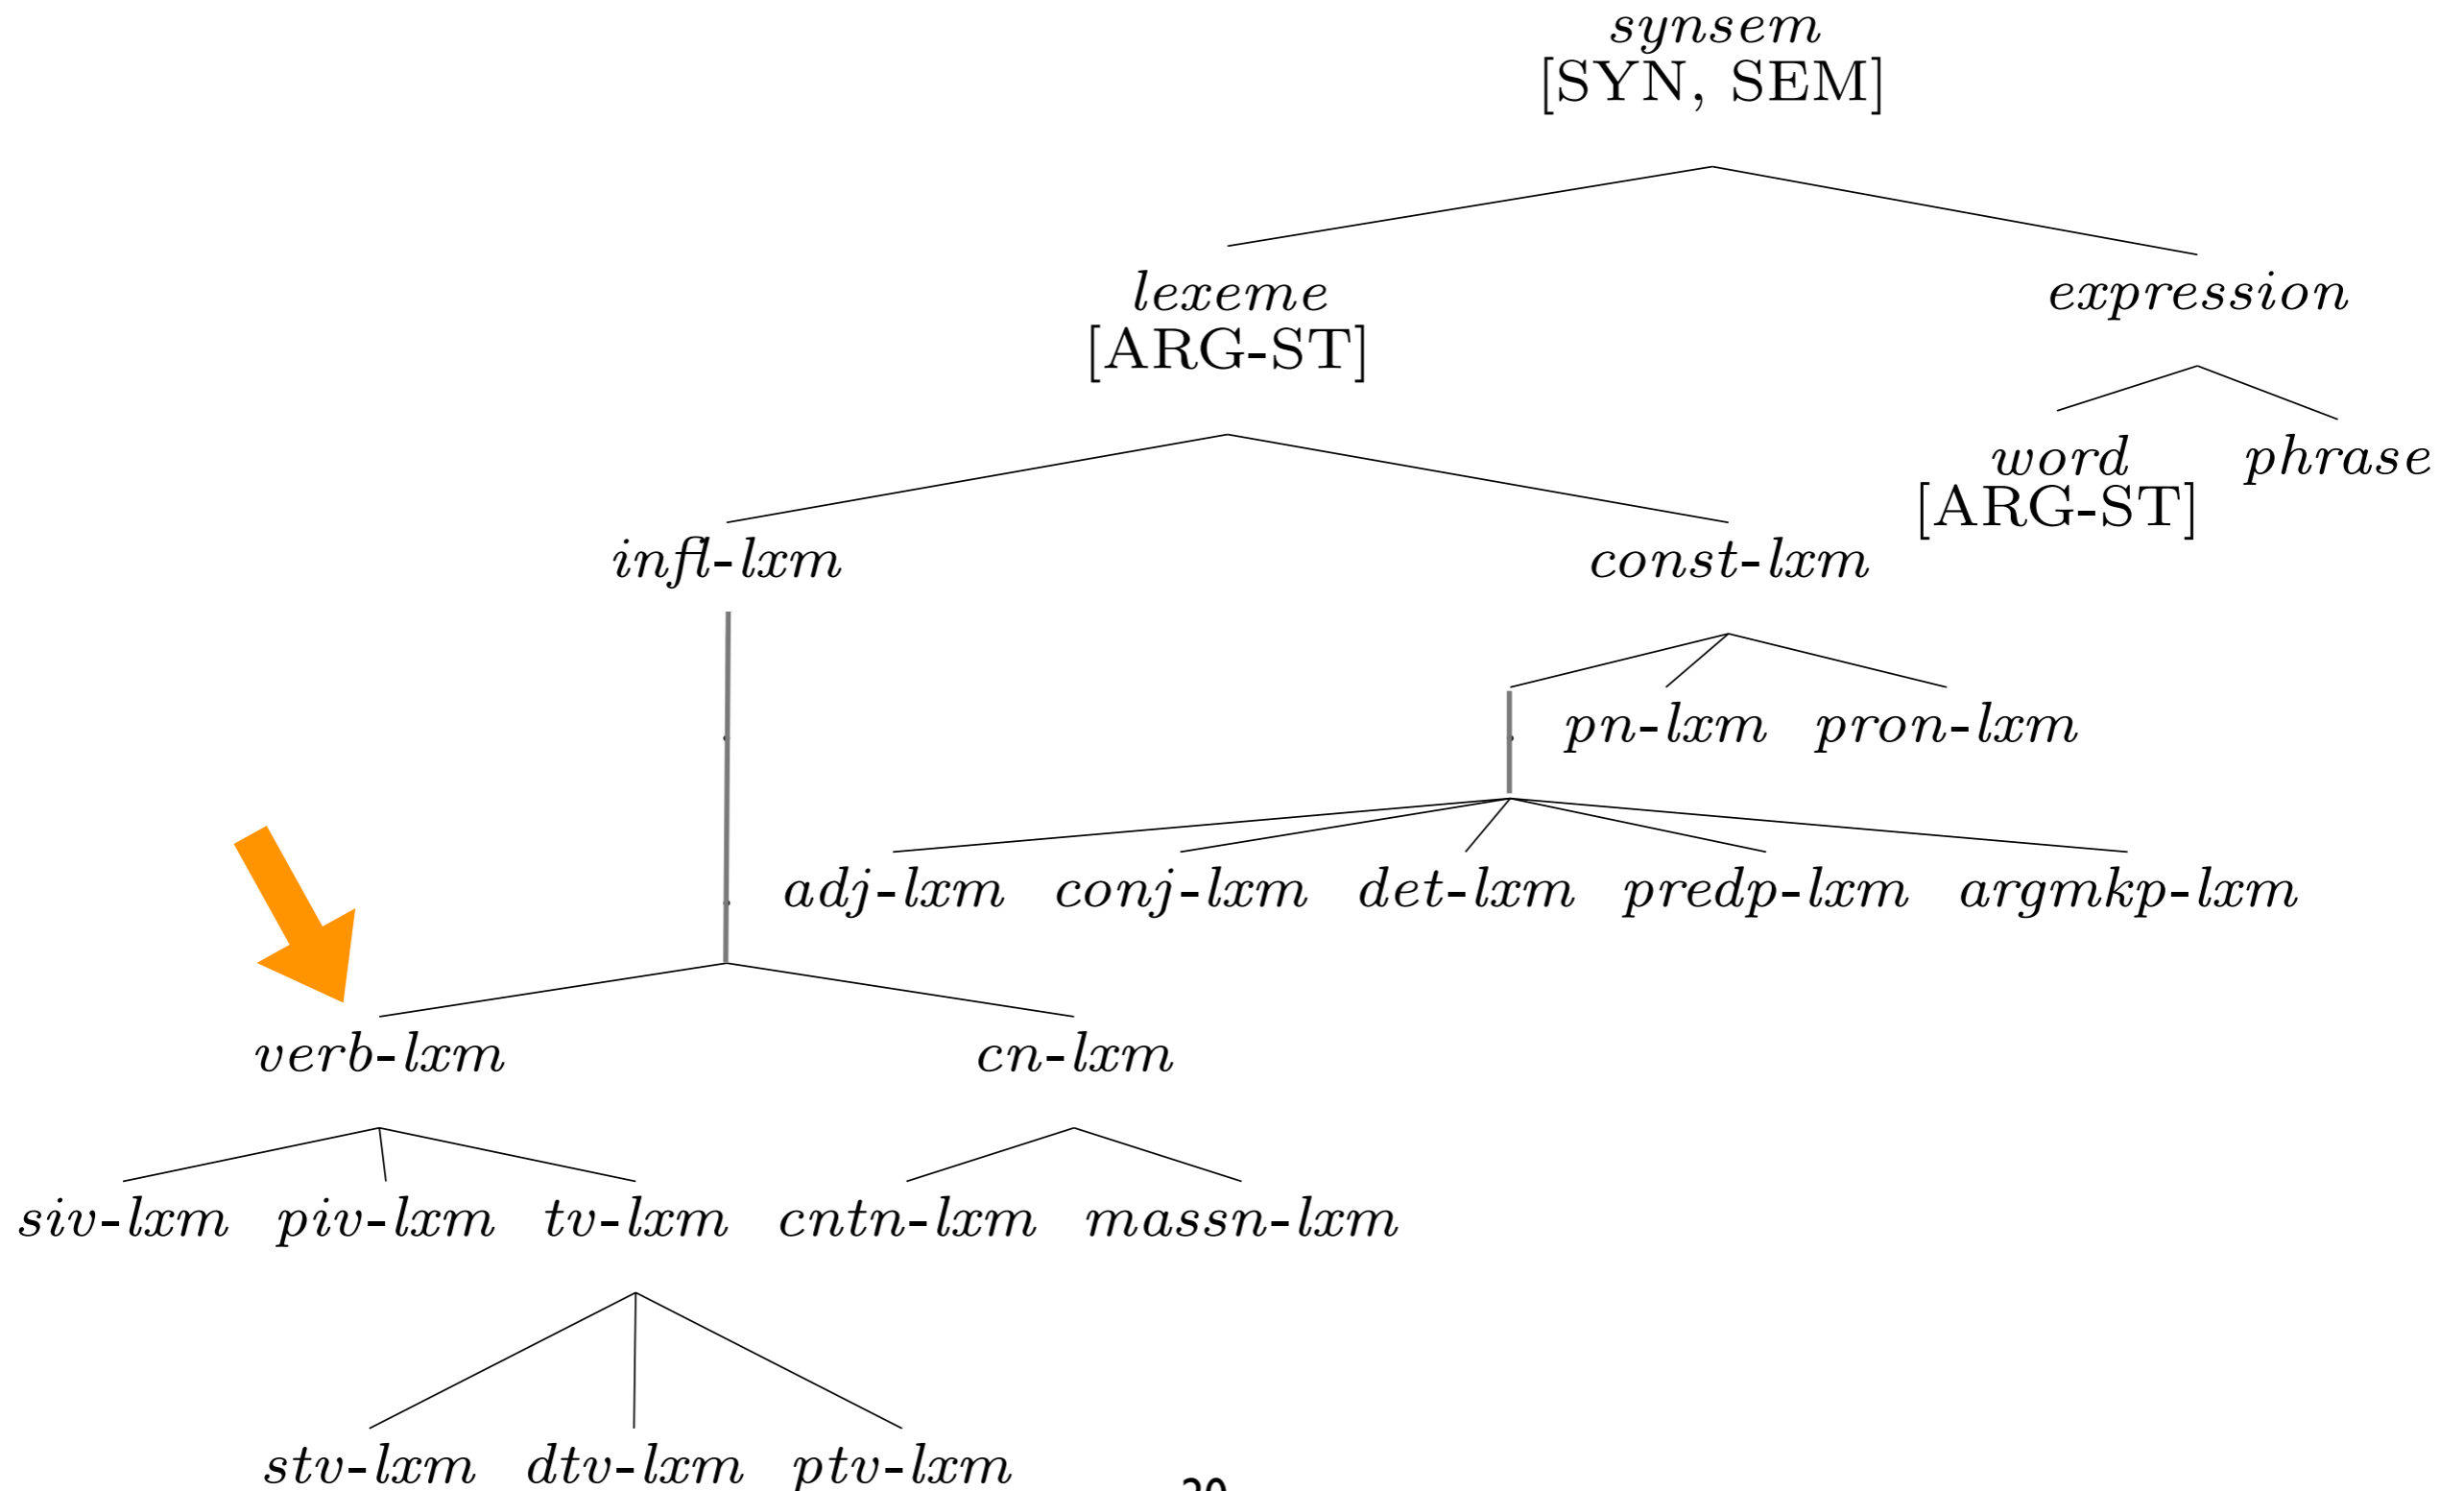 synsem
[SYN, SEM]
lexeme
[ARG-ST]
expression
word
[ARG-ST]
phrase
infl-lxm
const-lxm
pn-lxm pron-lxm
adj-lxm conj-lxm det-lxm predp-lxm argmkp-lxm
verb-lxm cn-lxm
siv-lxm piv-lxm tv-lxm cntn-lxm massn-lxm
stv-lxm dtv-lxm ptv-lxm